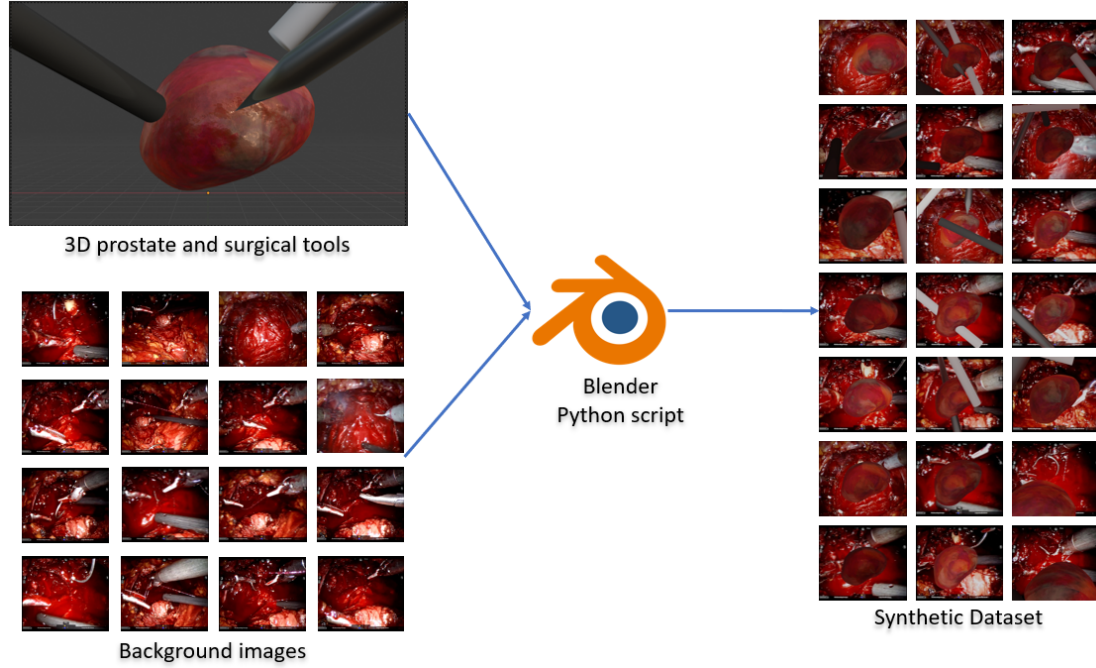 3D prostate and surgical tools
Blender
Python script
Background images
Synthetic Dataset